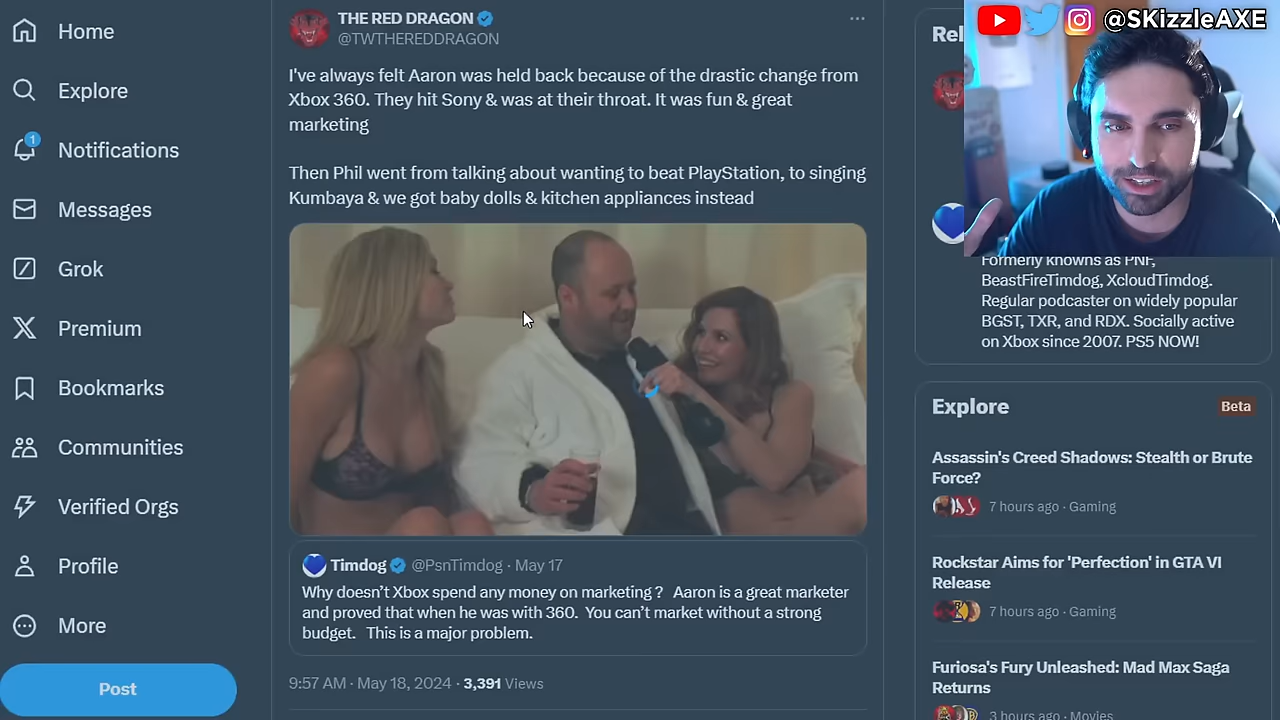 Home
Explore
1
Notifications
Messages
Grok
Premium
Bookmarks
Communities
Verified Orgs
Profile
More
Post
THE RED DRAGON
@TWTHEREDDRAGON
I've always felt Aaron was held back because of the drastic change from
Xbox 360. They hit Sony & was at their throat. It was fun & great
marketing
Then Phil went from talking about wanting to beat PlayStation, to singing
Kumbaya & we got baby dolls & kitchen appliances instead
Timdog @PsnTimdog · May 17
Why doesn't Xbox spend any money on marketing ? Aaron is a great marketer
and proved that when he was with 360. You can't market without a strong
budget. This is a major problem.
9:57 AM · May 18, 2024 · 3,391 Views
@SKizzleAXE
Rel
Formerly knowns as PNF,
BeastFireTimdog, XcloudTimdog.
Regular podcaster on widely popular
BGST, TXR, and RDX. Socially active
on Xbox since 2007. PS5 NOW!
Explore
Beta
Assassin's Creed Shadows: Stealth or Brute
Force?
7 hours ago · Gaming
Rockstar Aims for 'Perfection' in GTA VI
Release
7 hours ago · Gaming
Furiosa's Fury Unleashed: Mad Max Saga
Returns
3 hours ago · Movies